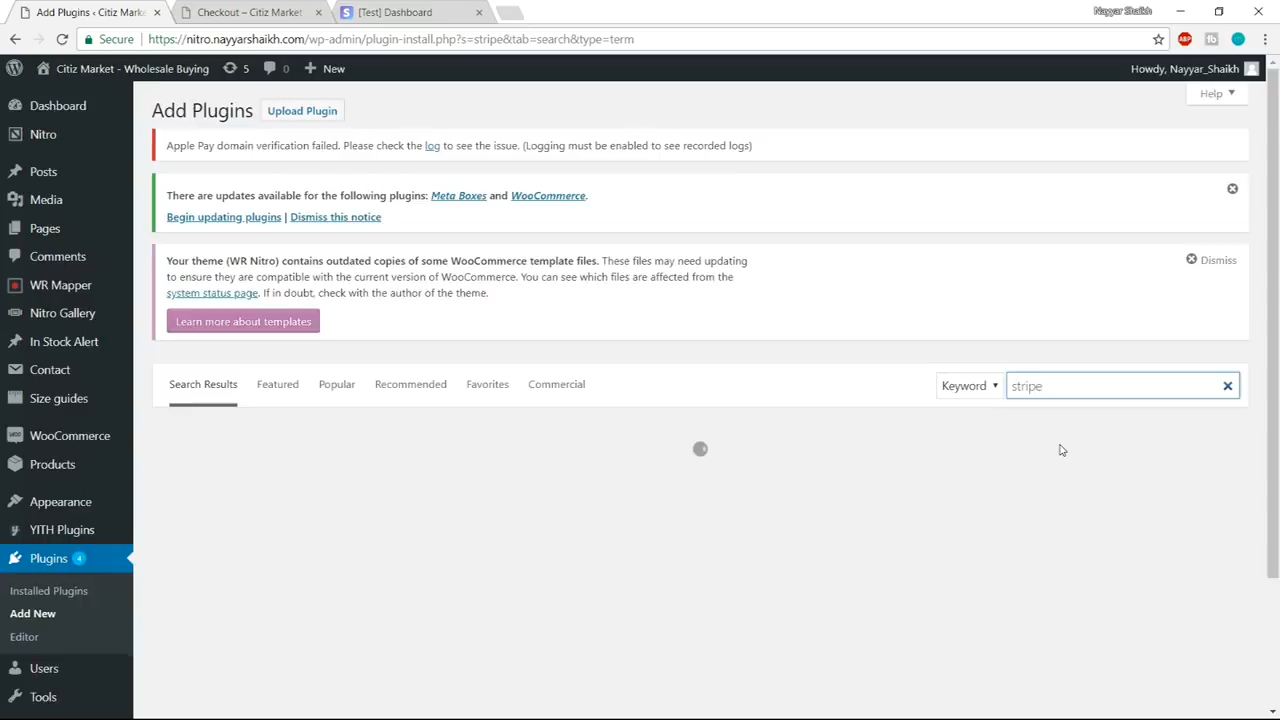 Add Plugins ‹ Citiz Marke
Checkout – Citiz Market
[Test] Dashboard
Nayyar Shaikh
Secure
https://nitro.nayyarshaikh.com/wp-admin/plugin-install.php?s=stripe&tab=search&type=term
ABP
fb
Citiz Market - Wholesale Buying
5
0
New
Howdy, Nayyar_Shaikh
Dashboard
Nitro
Posts
Media
Pages
Comments
WR Mapper
Nitro Gallery
In Stock Alert
Contact
Size guides
WooCommerce
Products
Appearance
YITH Plugins
Plugins 4
Installed Plugins
Add New
Editor
Users
Tools
Add Plugins
Upload Plugin
Help
Apple Pay domain verification failed. Please check the log to see the issue. (Logging must be enabled to see recorded logs)
There are updates available for the following plugins: Meta Boxes and WooCommerce.
Begin updating plugins | Dismiss this notice
Your theme (WR Nitro) contains outdated copies of some WooCommerce template files. These files may need updating
to ensure they are compatible with the current version of WooCommerce. You can see which files are affected from the
system status page. If in doubt, check with the author of the theme.
Dismiss
Learn more about templates
Search Results
Featured
Popular
Recommended
Favorites
Commercial
Keyword
stripe